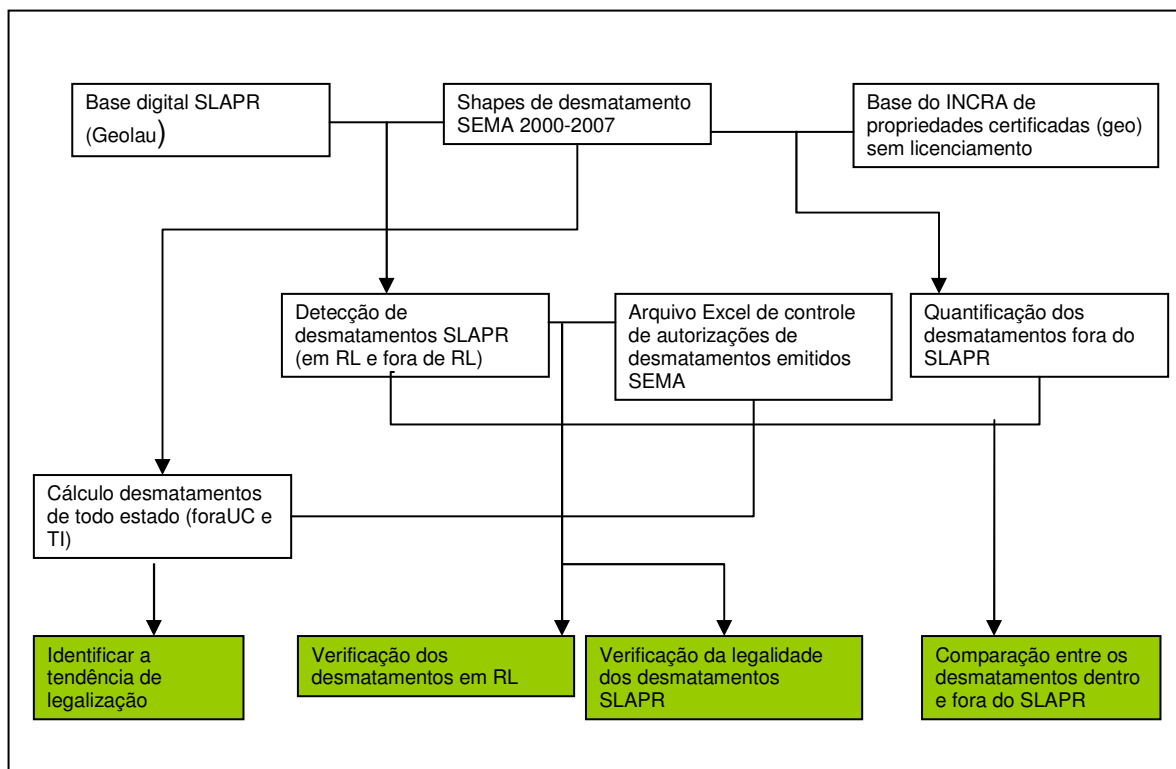 Base digital SLAPR
(Geolau)
Shapes de desmatamento
SEMA 2000-2007
Base do INCRA de
propriedades certificadas (geo)
sem licenciamento
Detecção de
desmatamentos SLAPR
(em RL e fora de RL)
Arquivo Excel de controle
de autorizações de
desmatamentos emitidos
SEMA
Quantificação dos
desmatamentos fora do
SLAPR
Cálculo desmatamentos
de todo estado (foraUC e
TI)
Identificar a
tendência de
legalização
Verificação dos
desmatamentos em RL
Verificação da legalidade
dos desmatamentos
SLAPR
Comparação entre os
desmatamentos dentro
e fora do SLAPR